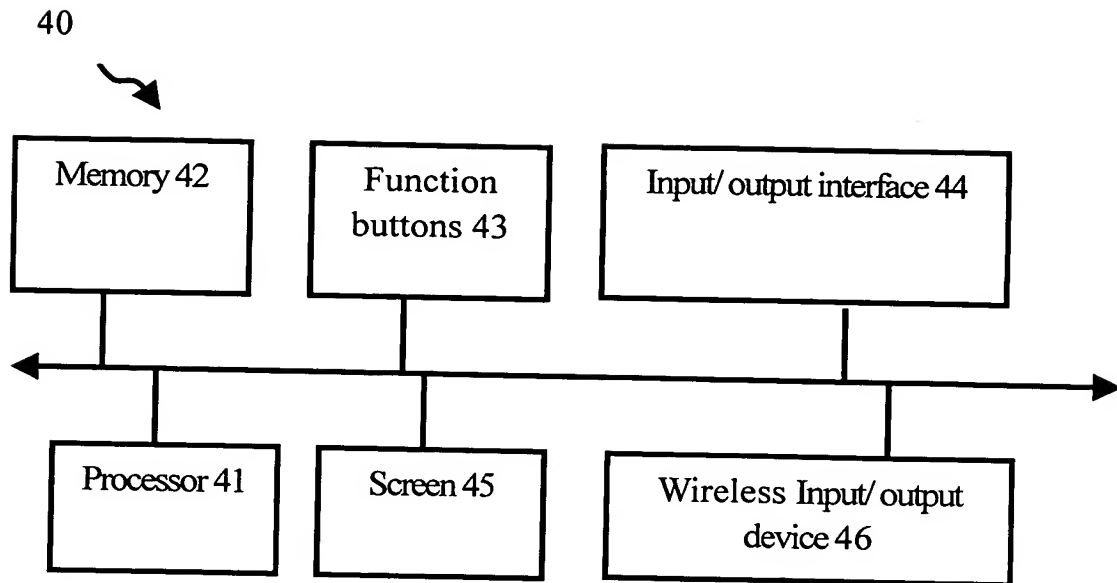 40
Memory 42
Function
buttons 43
Input/ output interface 44
Processor 41
Screen 45
Wireless Input/ output
device 46